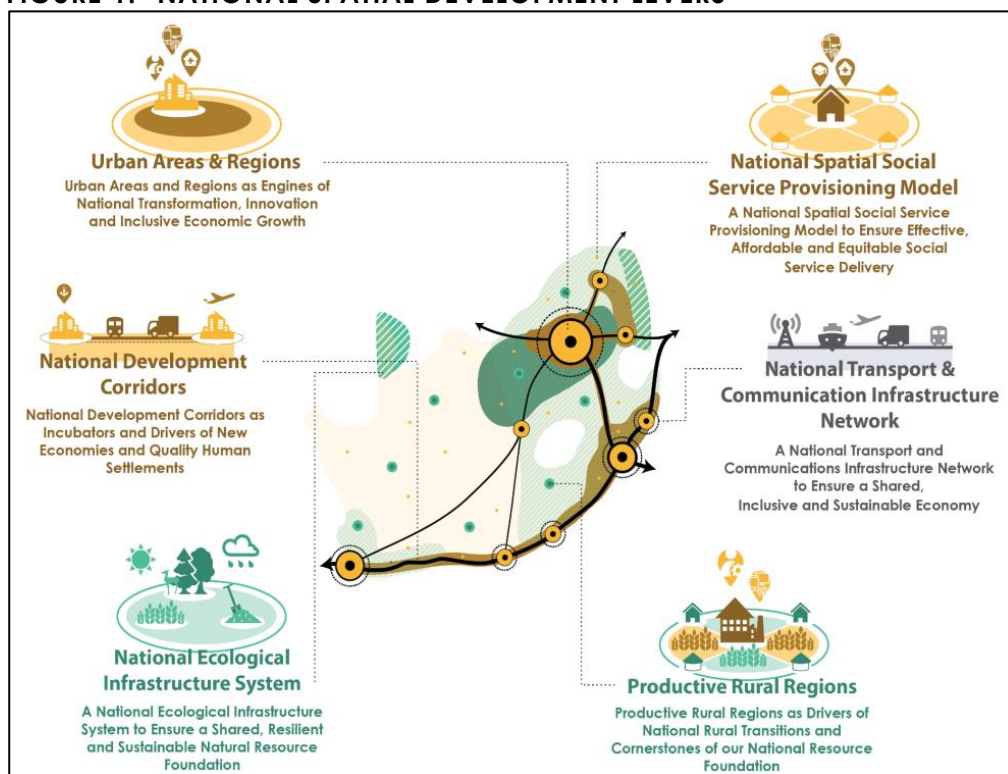 Urban Areas & Regions
Urban Areas and Regions as Engines of
National Transformation, Innovation
and Inclusive Economic Growth
National Spatial Social
Service Provisioning Model
A National Spatial Social Service
Provisioning Model to Ensure Effective,
Affordable and Equitable Social
Service Delivery
National Development
Corridors
National Development Corridors as
Incubators and Drivers of New
Economies and Quality Human
Settlements
National Transport &
Communication Infrastructure
Network
A National Transport and
Communications Infrastructure Network
to Ensure a Shared,
Inclusive and Sustainable Economy
National Ecological
Infrastructure System
A National Ecological Infrastructure
System to Ensure a Shared, Resilient
and Sustainable Natural Resource
Foundation
Productive Rural Regions
Productive Rural Regions as Drivers of
National Rural Transitions and
Cornerstones of our National Resource
Foundation